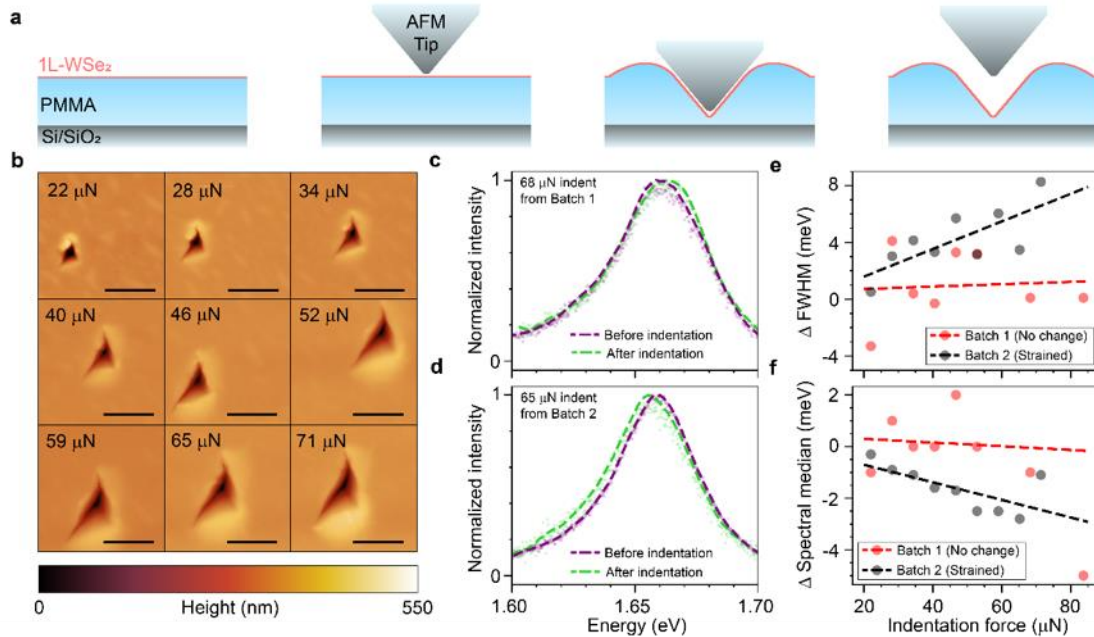 a
AFM
Tip
1L-WSe₂
PMMA
Si/SiO₂
b
22 μN
28 μN
34 μN
40 μN
46 μN
52 μN
59 μN
65 μN
71 μN
0
Height (nm)
550
c
1
68 μN indent
from Batch 1
Normalized intensity
Before indentation
After indentation
0
d
1
65 μN indent
from Batch 2
Normalized intensity
Before indentation
After indentation
0
1.60
1.65
1.70
Energy (eV)
e
8
4
0
-4
Δ FWHM (meV)
Batch 1 (No change)
Batch 2 (Strained)
f
2
0
-2
-4
Δ Spectral median (meV)
Batch 1 (No change)
Batch 2 (Strained)
20
40
60
80
Indentation force (μN)